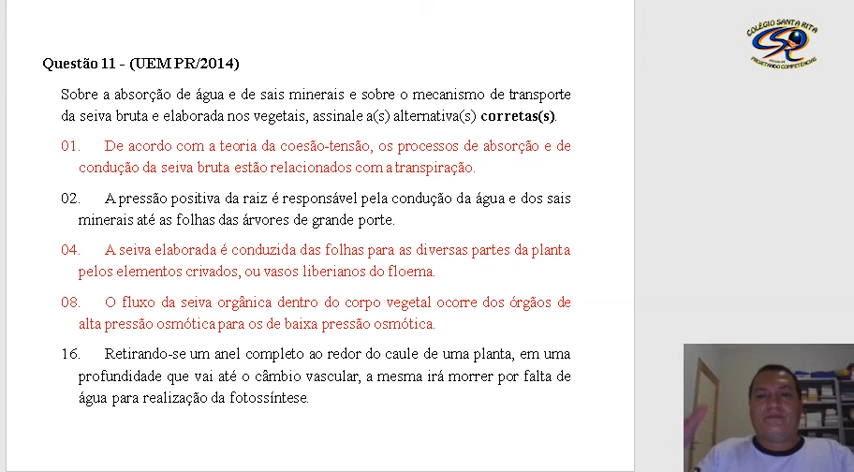 COLÉGIO SANTA RITA
PROJETANDO COMPETÊNCIAS
Questão 11 - (UEM PR/2014)
Sobre a absorção de água e de sais minerais e sobre o mecanismo de transporte
da seiva bruta e elaborada nos vegetais, assinale a(s) alternativa(s) corretas(s).
01. De acordo com a teoria da coesão-tensão, os processos de absorção e de
condução da seiva bruta estão relacionados com a transpiração.
02. A pressão positiva da raiz é responsável pela condução da água e dos sais
minerais até as folhas das árvores de grande porte.
04. A seiva elaborada é conduzida das folhas para as diversas partes da planta
pelos elementos crivados, ou vasos liberianos do floema.
08. O fluxo da seiva orgânica dentro do corpo vegetal ocorre dos órgãos de
alta pressão osmótica para os de baixa pressão osmótica.
16. Retirando-se um anel completo ao redor do caule de uma planta, em uma
profundidade que vai até o câmbio vascular, a mesma irá morrer por falta de
água para realização da fotossíntese.